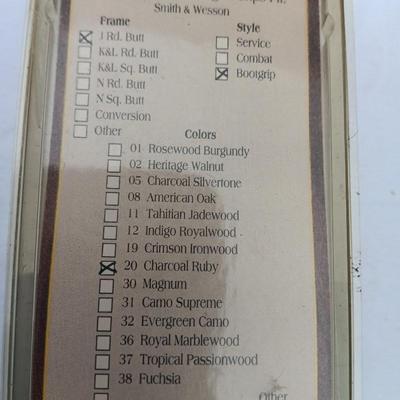 Smith & Wesson
Frame Style
J Rd. Butt Service
K&L Rd. Butt Combat
K&L Sq. Butt Bootgrip
N Rd. Butt
N Sq. Butt
Conversion
Other
Colors
01 Rosewood Burgundy
02 Heritage Walnut
05 Charcoal Silvertone
08 American Oak
11 Tahitian Jadewood
12 Indigo Royalwood
19 Crimson Ironwood
20 Charcoal Ruby
30 Magnum
31 Camo Supreme
32 Evergreen Camo
36 Royal Marblewood
37 Tropical Passionwood
38 Fuchsia
Other